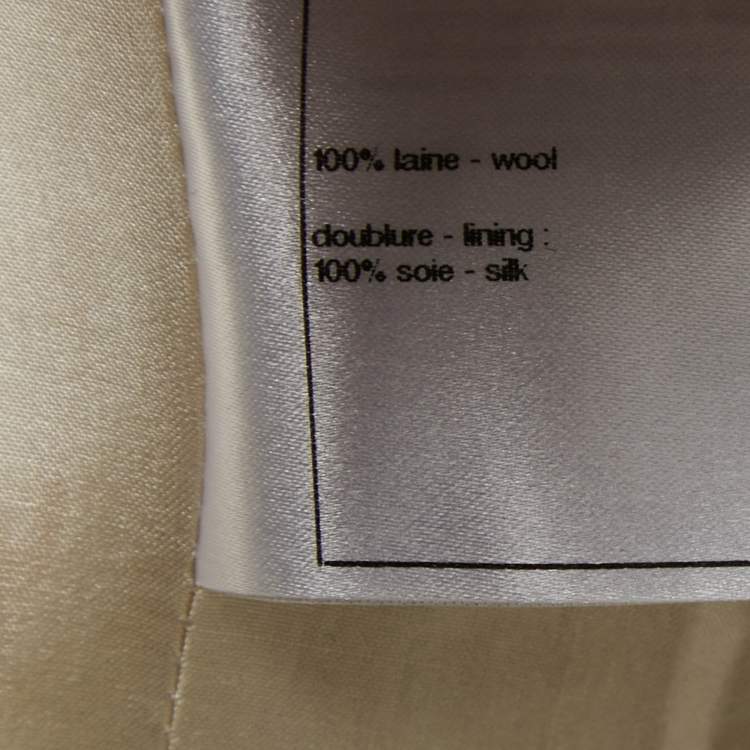 100% laine - wool
doublure - lining :
100% soie - silk